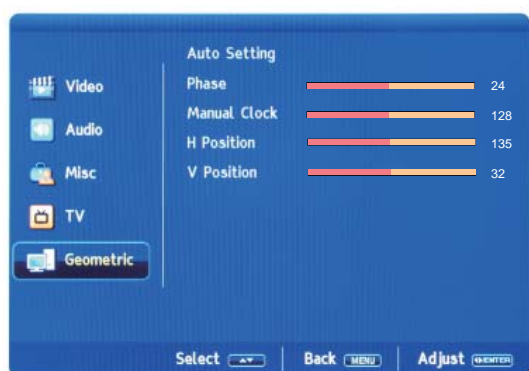 Video
Audio
Misc
TV
Geometric
Auto Setting
Phase 24
Manual Clock 128
H Position 135
V Position 32
Select Back MENU Adjust ENTER